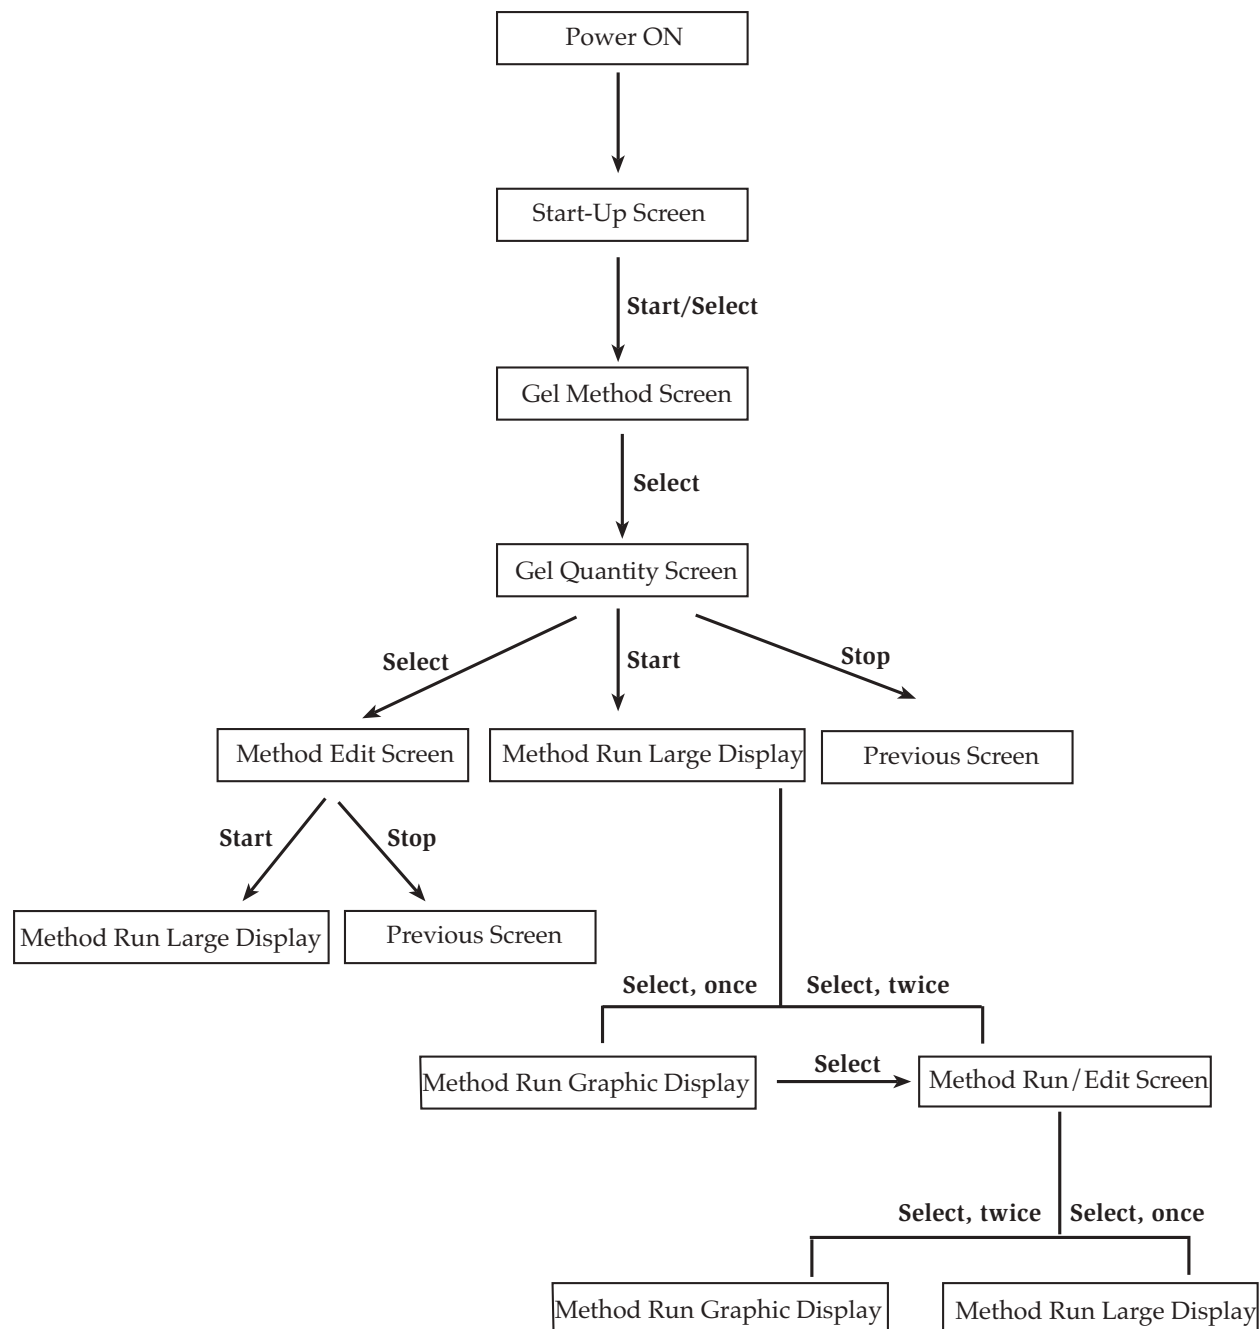 Power ON
Start-Up Screen
Start/Select
Gel Method Screen
Select
Gel Quantity Screen
Select
Start
Stop
Method Edit Screen
Method Run Large Display
Previous Screen
Start
Stop
Method Run Large Display
Previous Screen
Select, once
Select, twice
Method Run Graphic Display
Select
Method Run/Edit Screen
Select, twice
Select, once
Method Run Graphic Display
Method Run Large Display